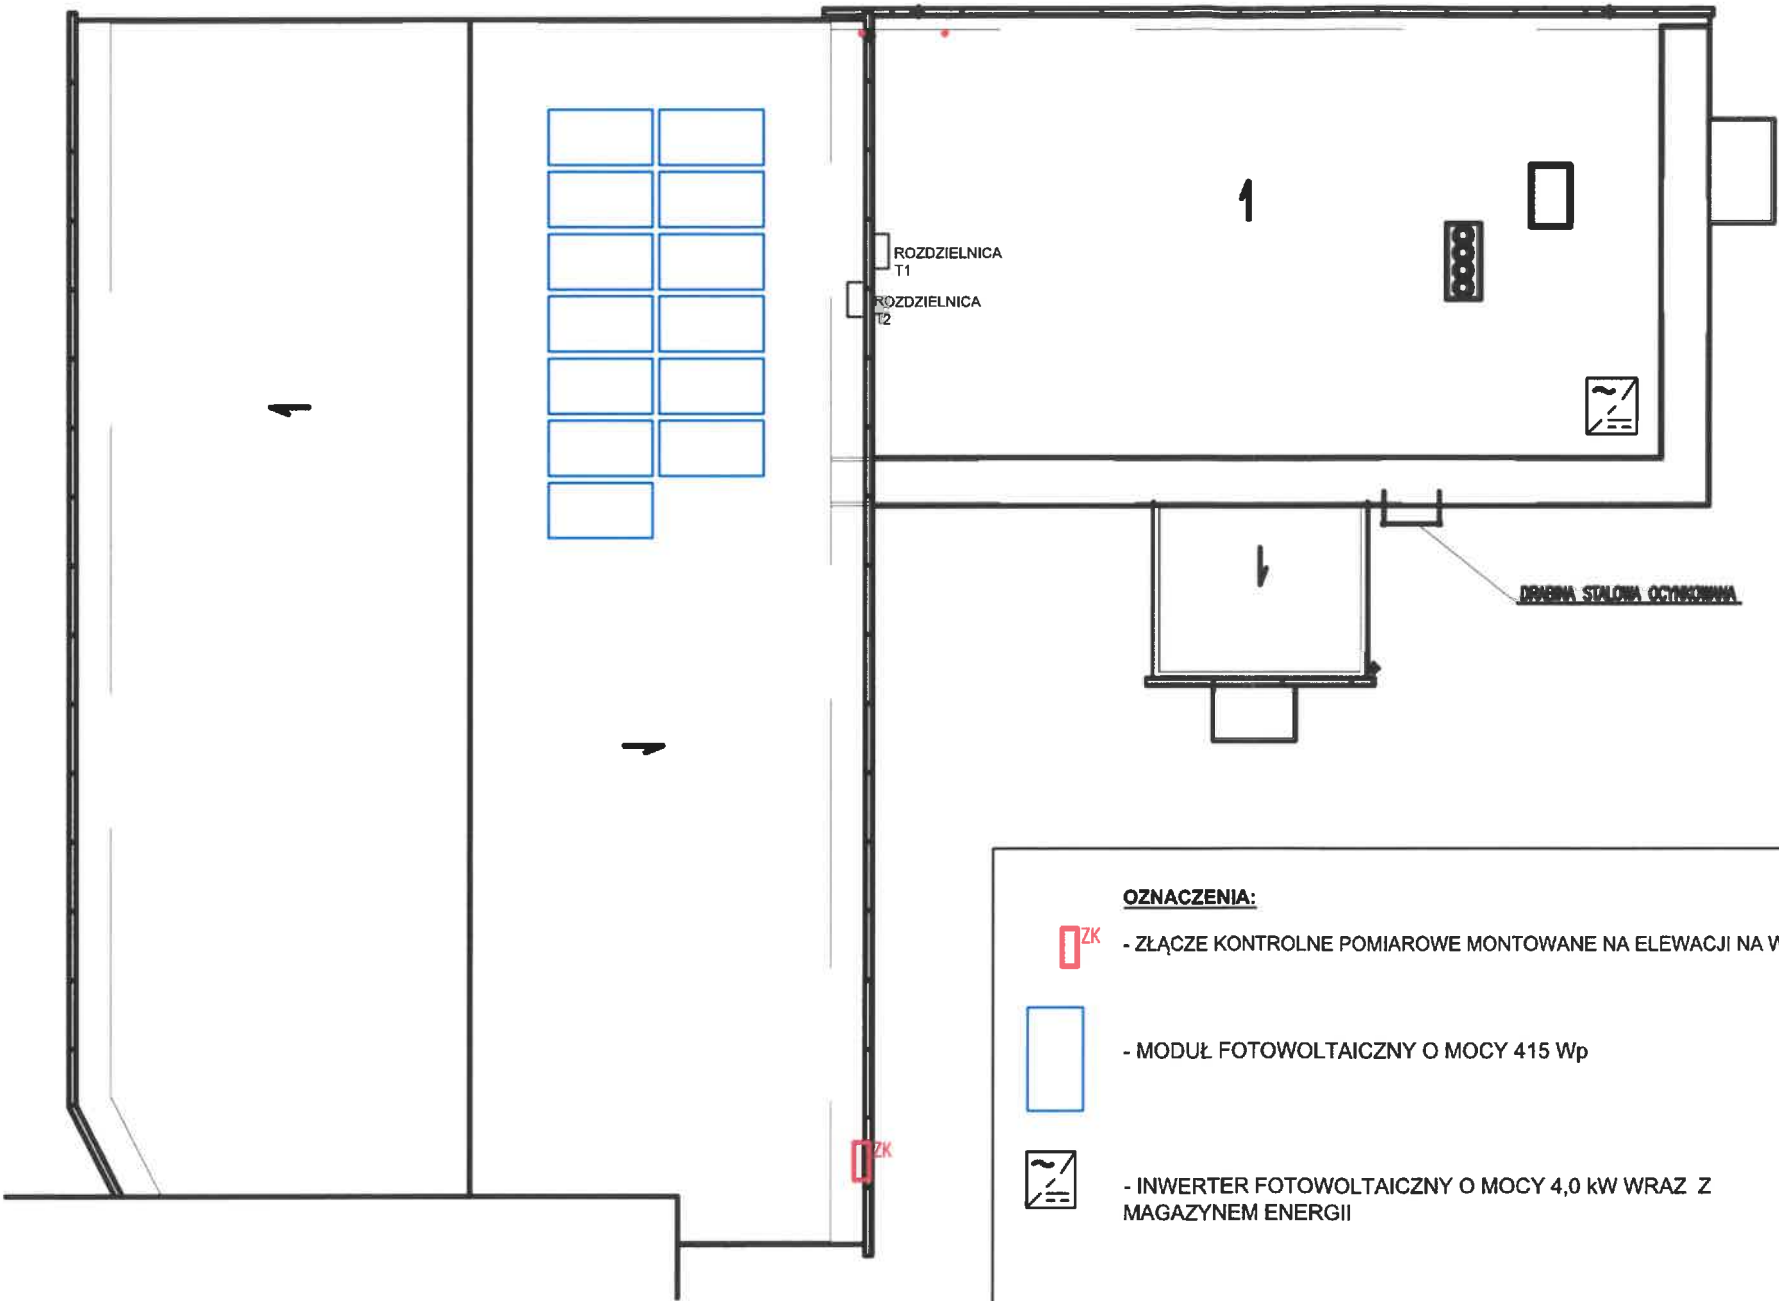 ROZDZIELNICA
T1
ROZDZIELNICA
T2
DRABINA STALOWA OCYNKOWANA
OZNACZENIA:
ZK - ZŁĄCZE KONTROLNE POMIAROWE MONTOWANE NA ELEWACJI NA W
- MODUŁ FOTOWOLTAICZNY O MOCY 415 Wp
ZK
- INWERTER FOTOWOLTAICZNY O MOCY 4,0 kW WRAZ Z
MAGAZYNEM ENERGII